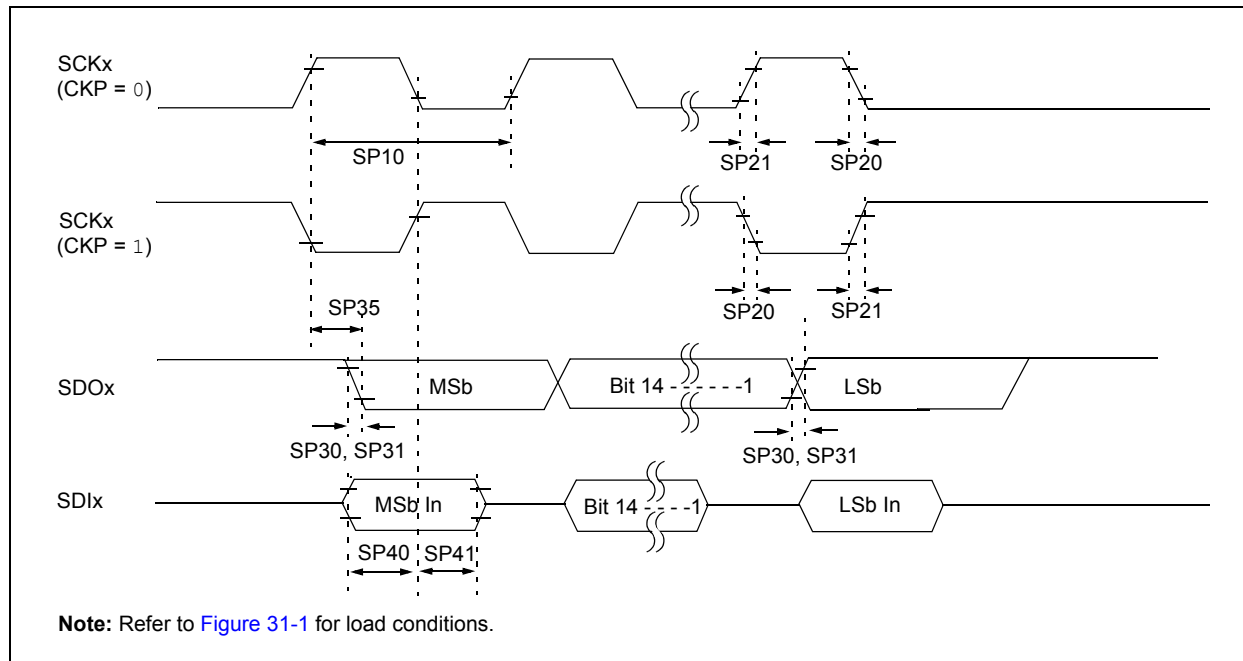 SCKx
(CKP = 0)
SP10
SP21
SP20
SCKx
(CKP = 1)
SP35
SP20
SP21
SDOx
MSb
Bit 14 - - - - - -1
LSb
SP30, SP31
SP30, SP31
SDIx
MSb In
Bit 14 - - - - -1
LSb In
SP40
SP41
Note: Refer to Figure 31-1 for load conditions.